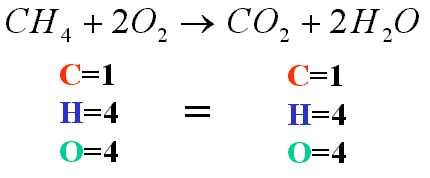 CH₄ + 2O₂ → CO₂ + 2H₂O
C=1 C=1
H=4 = H=4
O=4 O=4